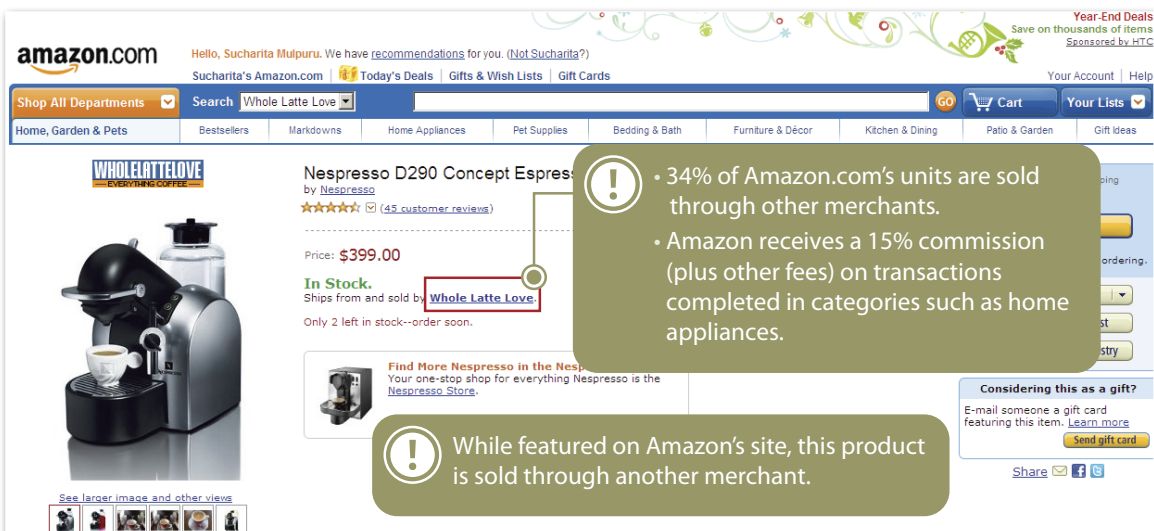 Year-End Deals
Save on thousands of items
Sponsored by HTC
amazon.com
Hello, Sucharita Mulpuru. We have recommendations for you. (Not Sucharita?)
Sucharita's Amazon.com | Today's Deals | Gifts & Wish Lists | Gift Cards
Your Account | Help
Shop All Departments Search Whole Latte Love GO Cart Your Lists
Home, Garden & Pets Bestsellers Markdowns Home Appliances Pet Supplies Bedding & Bath Furniture & Décor Kitchen & Dining Patio & Garden Gift Ideas
WHOLELATTELOVE
EVERYTHING COFFEE
Nespresso D290 Concept
by Nespresso
(45 customer reviews)
Price: $399.00
In Stock.
Ships from and sold by Whole Latte Love.
Only 2 left in stock--order soon.
Find More Nespresso in the
Your one-stop shop for everything Nespresso is the
Nespresso Store.
!
• 34% of Amazon.com's units are sold
through other merchants.
• Amazon receives a 15% commission
(plus other fees) on transactions
completed in categories such as home
appliances.
ordering.
Considering this as a gift?
E-mail someone a gift card
featuring this item. Learn more
Send gift card
Share
!
While featured on Amazon's site, this product
is sold through another merchant.
See larger image and other views